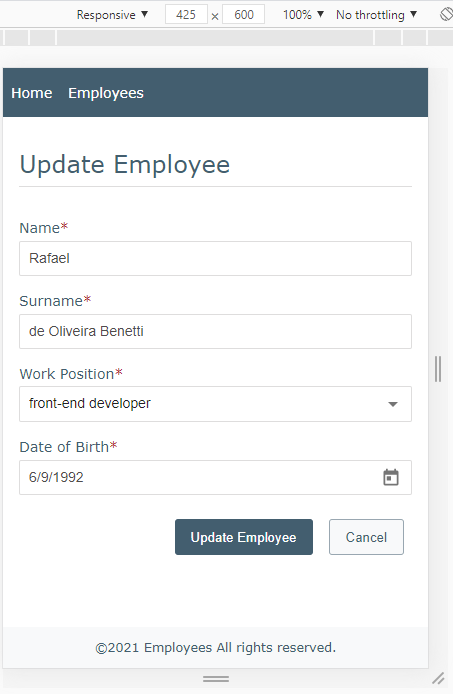 Responsive ▼ 425 × 600 100% ▼ No throttling ▼
Home Employees
Update Employee
Name*
Rafael
Surname*
de Oliveira Benetti
Work Position*
front-end developer
Date of Birth*
6/9/1992
Update Employee Cancel
©2021 Employees All rights reserved.